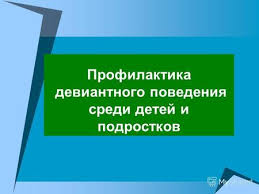 Профилактика
девиантного поведения
среди детей и
подростков